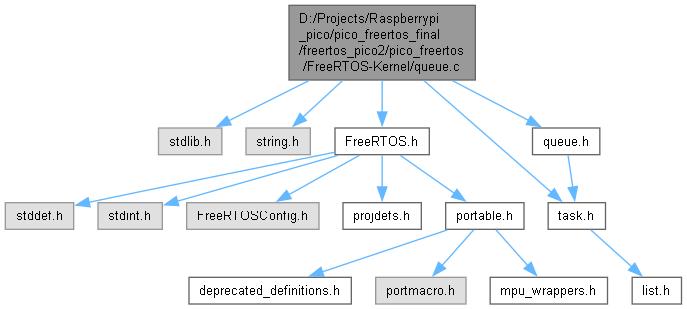 D:/Projects/Raspberrypi
_pico/pico_freertos_final
/freertos_pico2/pico_freertos
/FreeRTOS-Kernel/queue.c
stdlib.h
string.h
FreeRTOS.h
queue.h
stddef.h
stdint.h
FreeRTOSConfig.h
projdefs.h
portable.h
task.h
deprecated_definitions.h
portmacro.h
mpu_wrappers.h
list.h